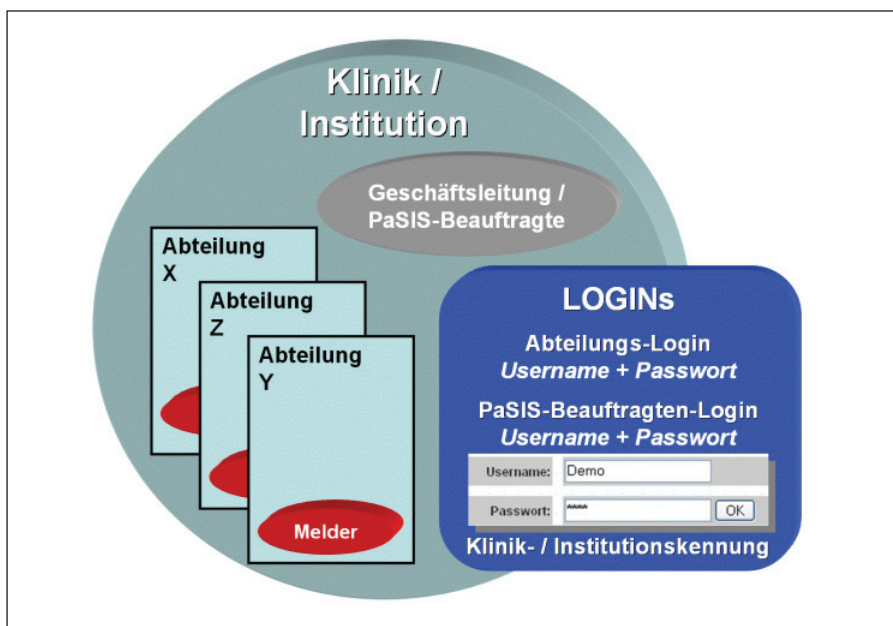 Klinik /
Institution
Geschäftsleitung /
PaSIS-Beauftragte
Abteilung
X
Abteilung
Z
Abteilung
Y
Melder
LOGINs
Abteilungs-Login
Username + Passwort
PaSIS-Beauftragten-Login
Username + Passwort
Username: Demo
Passwort: **** OK
Klinik- / Institutionskennung